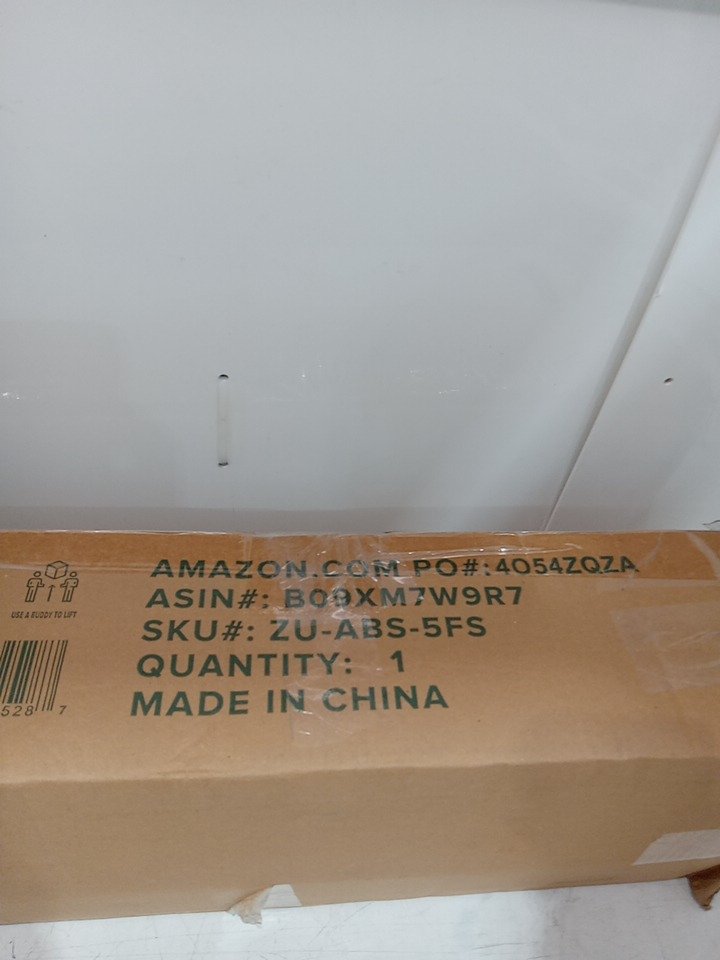 AMAZON.COM PO#:4O54ZQZA
ASIN#: B09XM7W9R7
SKU#: ZU-ABS-5FS
QUANTITY: 1
MADE IN CHINA
USE A BUDDY TO LIFT
528 7